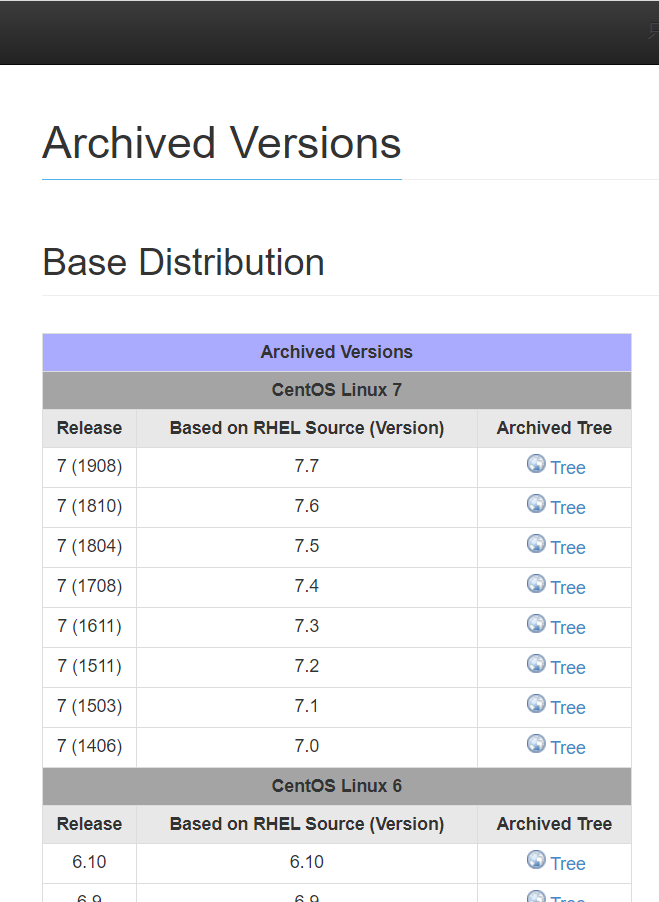 Archived Versions
Base Distribution
Archived Versions
CentOS Linux 7
Release Based on RHEL Source (Version) Archived Tree
7 (1908) 7.7 Tree
7 (1810) 7.6 Tree
7 (1804) 7.5 Tree
7 (1708) 7.4 Tree
7 (1611) 7.3 Tree
7 (1511) 7.2 Tree
7 (1503) 7.1 Tree
7 (1406) 7.0 Tree
CentOS Linux 6
Release Based on RHEL Source (Version) Archived Tree
6.10 6.10 Tree
6.9 6.9 Tree